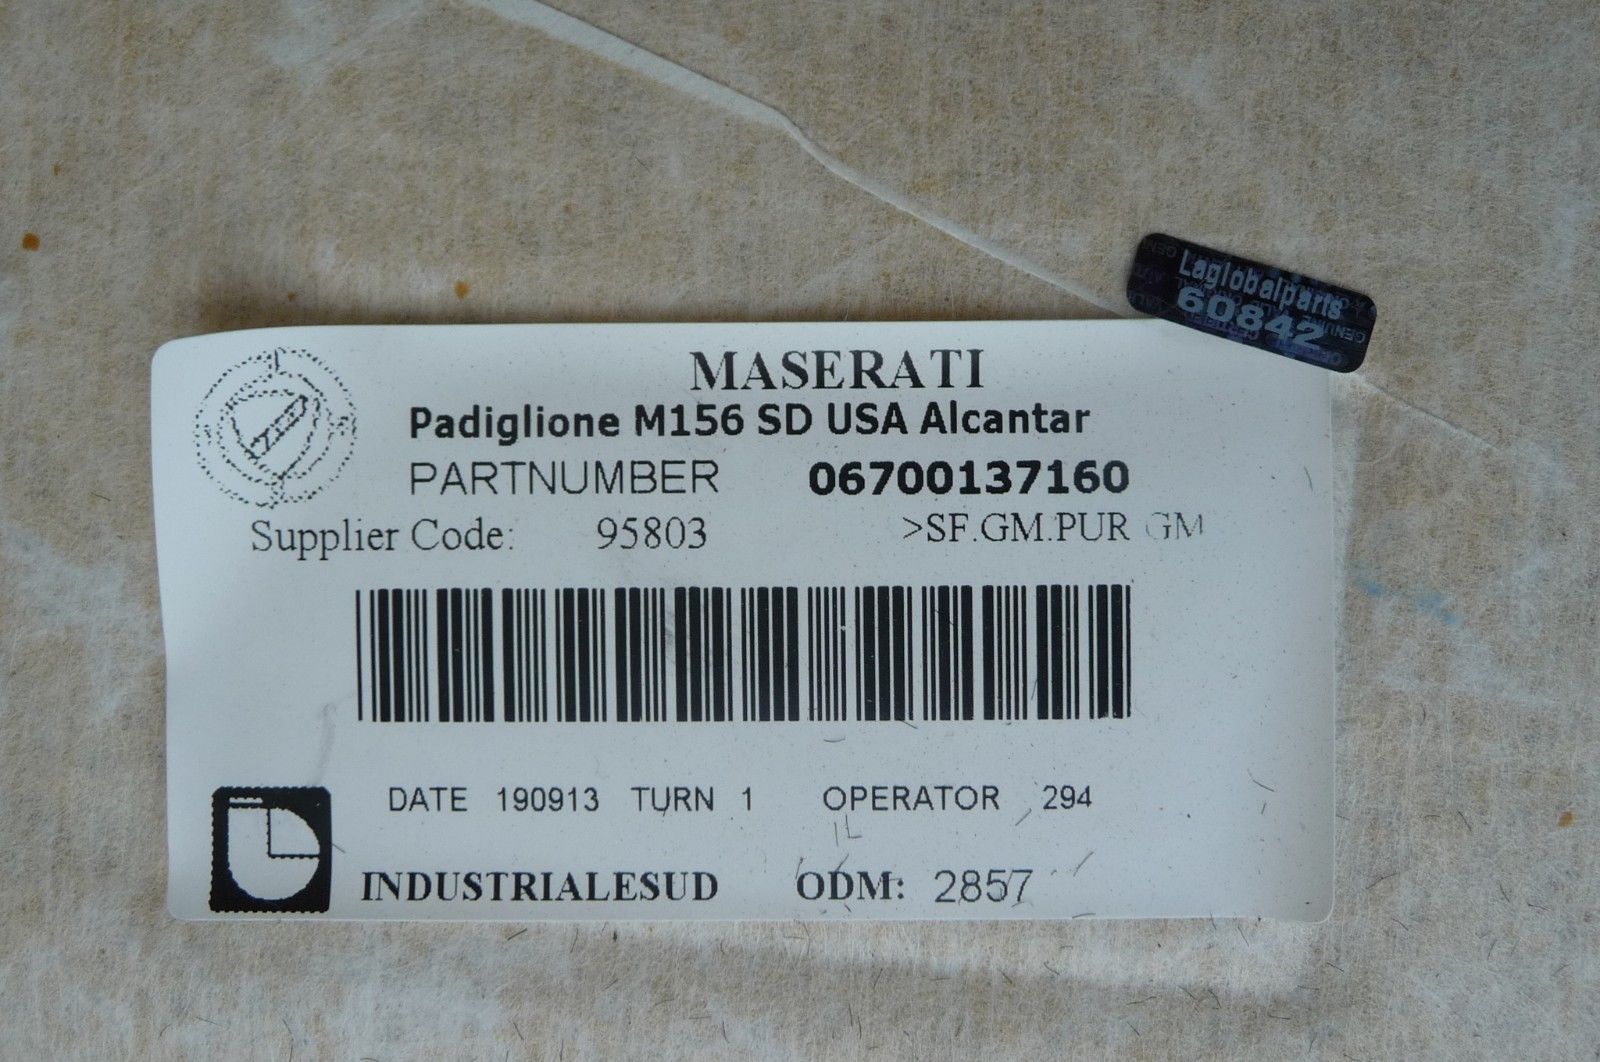 Laglobalparts
60842
MASERATI
Padiglione M156 SD USA Alcantar
PARTNUMBER 06700137160
Supplier Code: 95803 >SF.GM.PUR GM
DATE 190913 TURN 1 OPERATOR 294
INDUSTRIALESUD ODM: 2857